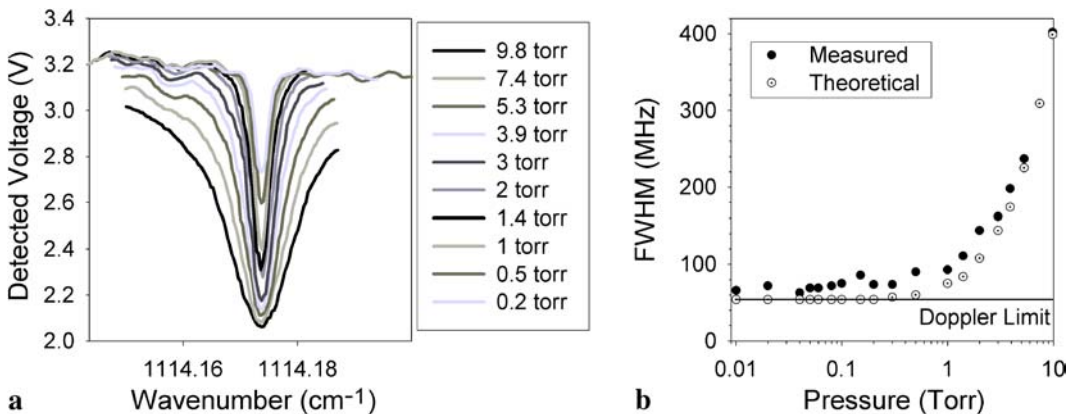 3.4
3.2
3.0
2.8
2.6
2.4
2.2
2.0
Detected Voltage (V)
11114.16
11114.18
Wavenumber (cm-1)
9.8 torr
7.4 torr
5.3 torr
3.9 torr
3 torr
2 torr
1.4 torr
1 torr
0.5 torr
0.2 torr
a
400
300
200
100
0
FWHM (MHz)
Measured
Theoretical
Doppler Limit
0.01
0.1
1
10
Pressure (Torr)
b